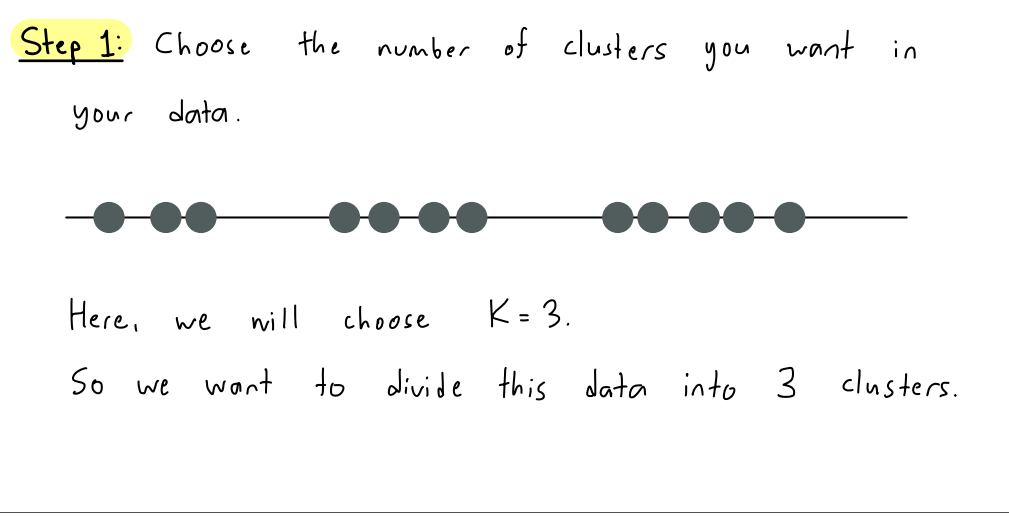 Step 1: Choose the number of clusters you want in
your data.
Here, we will choose K = 3.
So we want to divide this data into 3 clusters.